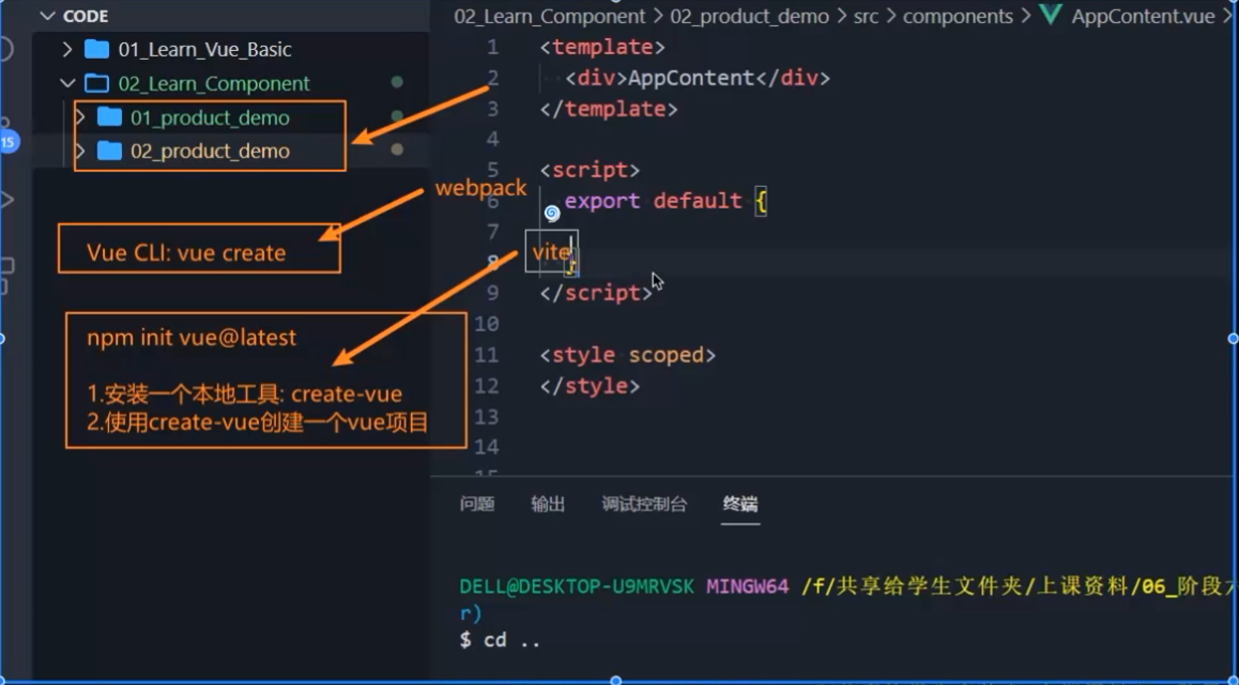 CODE
01_Learn_Vue_Basic
02_Learn_Component
01_product_demo
02_product_demo
15
webpack
Vue CLI: vue create
vite
npm init vue@latest
1.安装一个本地工具: create-vue
2.使用create-vue创建一个vue项目
02_Learn_Component > 02_product_demo > src > components > AppContent.vue >
1 <template>
2 <div>AppContent</div>
3 </template>
4
5 <script>
6 export default {
7
8 }
9 </script>
10
11 <style scoped>
12 </style>
13
14
15
问题 输出 调试控制台 终端
DELL@DESKTOP-U9MRVSK MINGW64 /f/共享给学生文件夹/上课资料/06_阶段
r)
$ cd ..